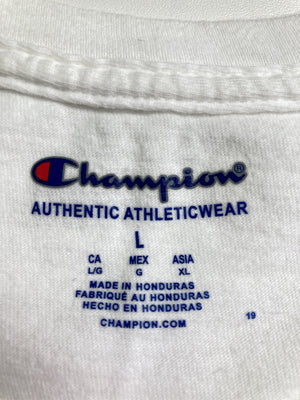 Champion®
AUTHENTIC ATHLETICWEAR
L
CA MEX ASIA
L/G G XL
MADE IN HONDURAS
FABRIQUÉ AU HONDURAS
HECHO EN HONDURAS
CHAMPION.COM
19